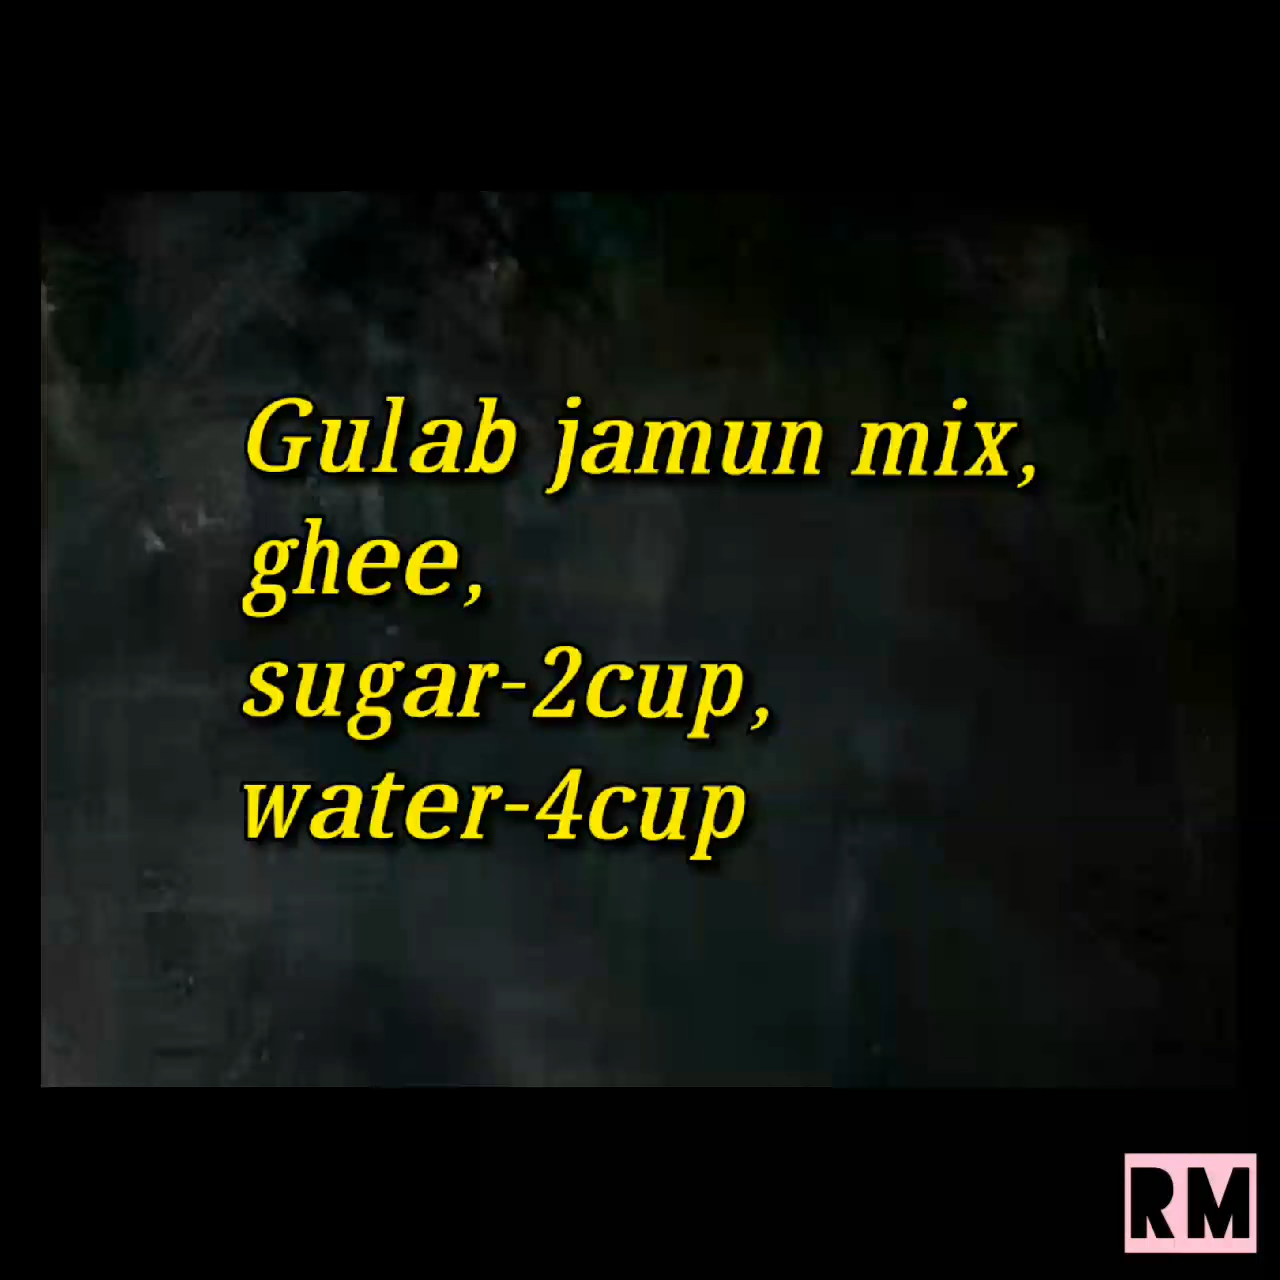 Gulab jamun mix,
ghee,
sugar-2cup,
water-4cup
RM